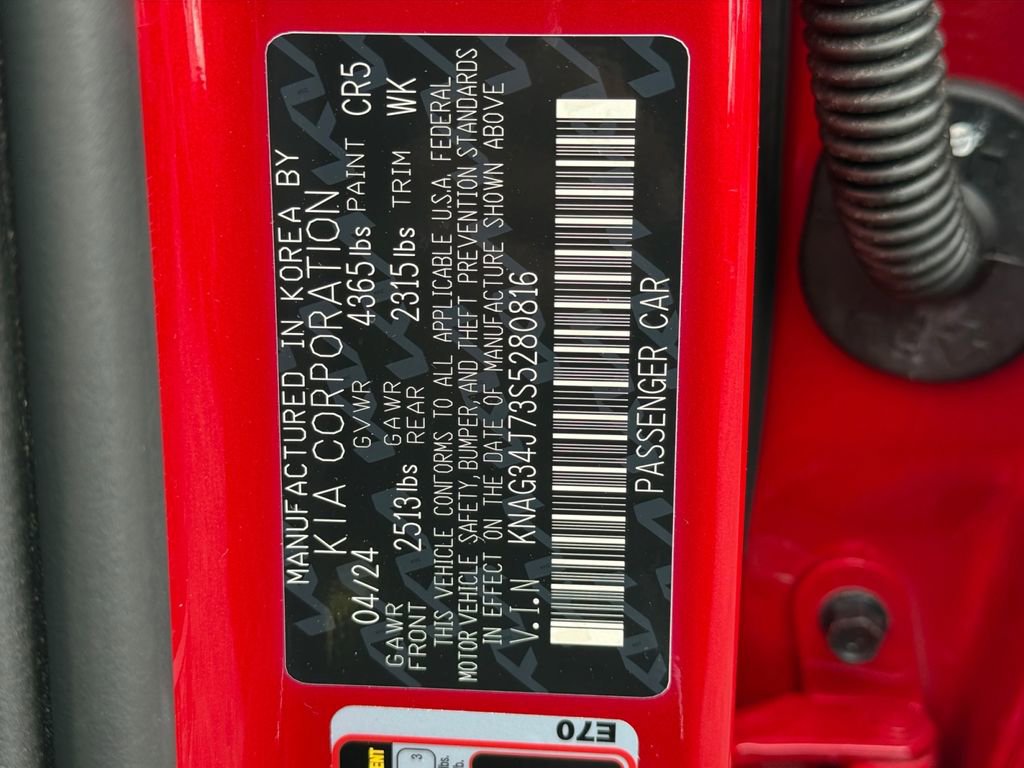 MANUFACTURED IN KOREA BY
KIA CORPORATION
04/24 GVWR 4365lbs PAINT CR5
GAWR FRONT 2513lbs GAWR REAR 2315lbs TRIM WK
THIS VEHICLE CONFORMS TO ALL APPLICABLE U.S.A. FEDERAL
MOTOR VEHICLE SAFETY, BUMPER, AND THEFT PREVENTION STANDARDS
IN EFFECT ON THE DATE OF MANUFACTURE SHOWN ABOVE
V.I.N KNAG34J73S5280816
PASSENGER CAR
E70
3
lbs.